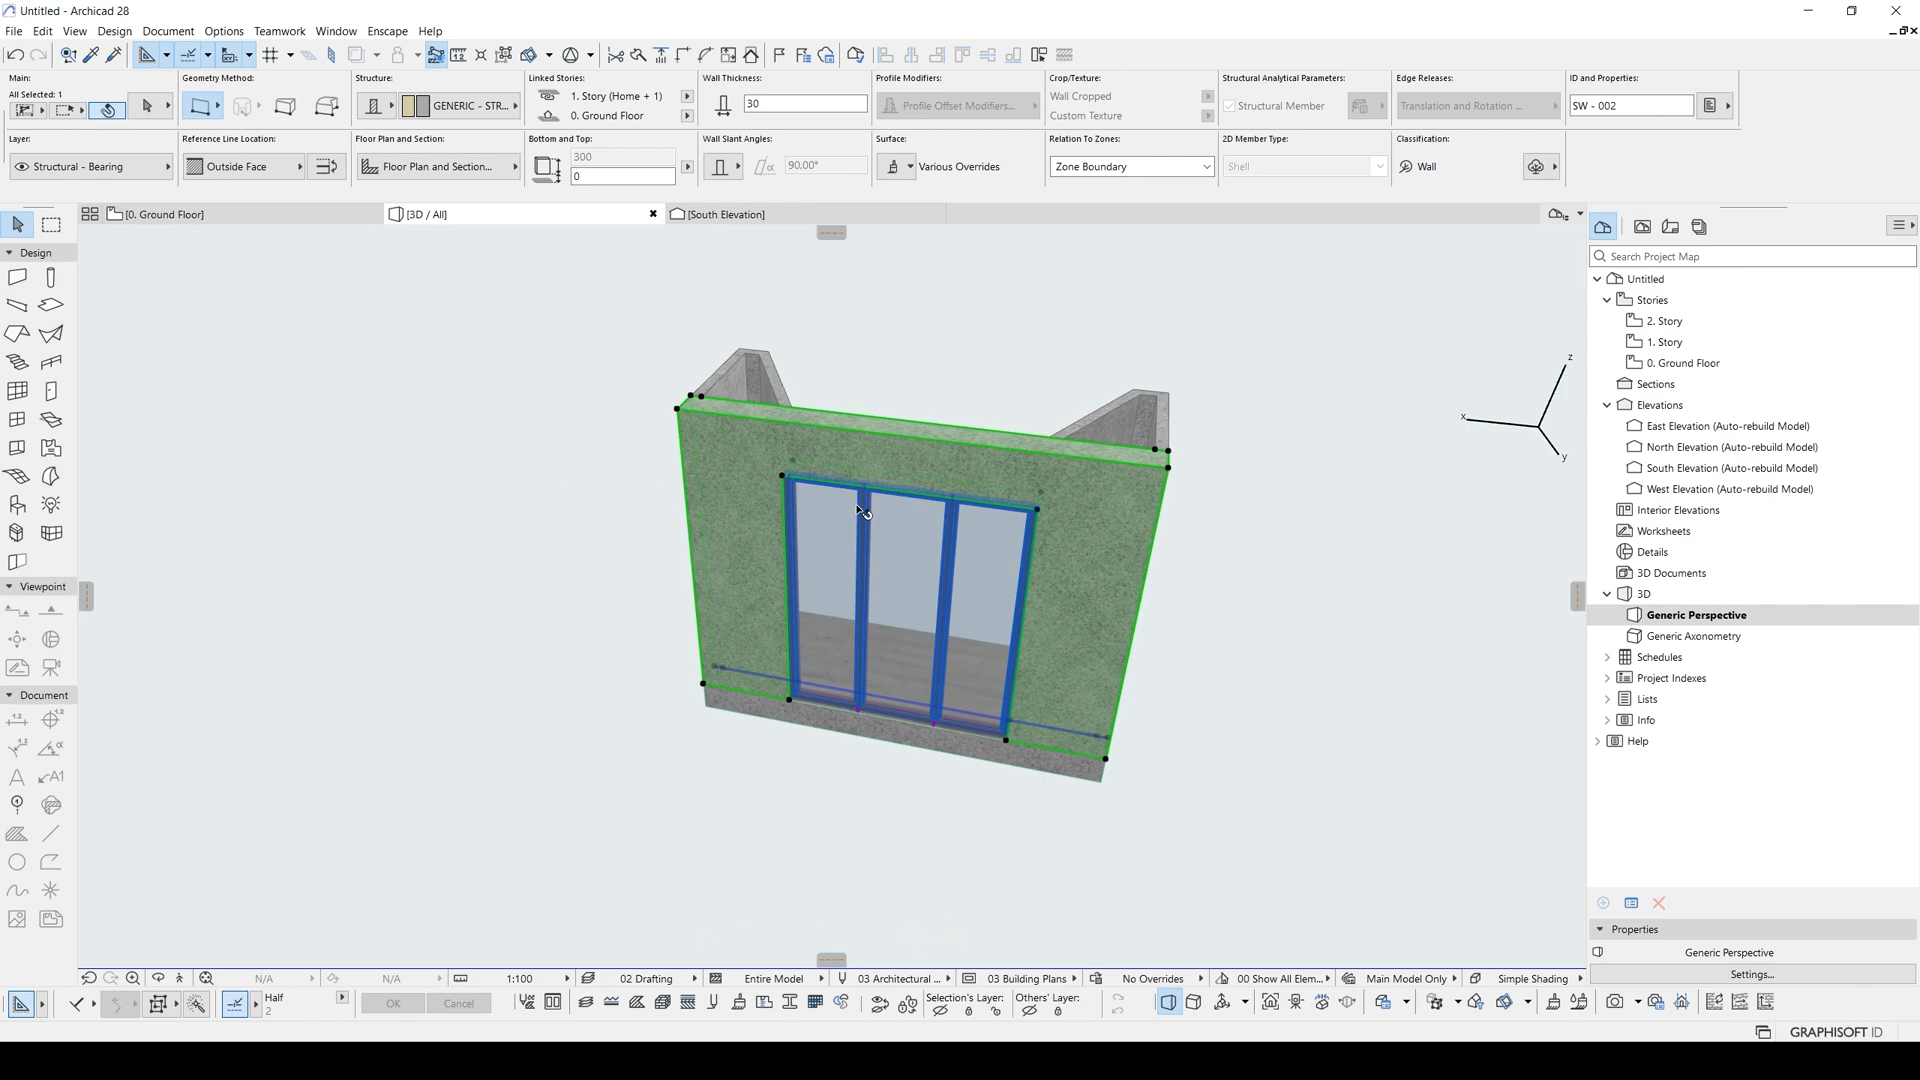 Untitled - Archicad 28
File Edit View Design Document Options Teamwork Window Enscape Help
Main: Geometry Method: Structure: Linked Stories: Wall Thickness: Profile Modifiers: Crop/Texture: Structural Analytical Parameters: Edge Releases: ID and Properties:
All Selected: 1
GENERIC - STR...
1. Story (Home + 1)
0. Ground Floor
30
Profile Offset Modifiers...
Wall Cropped
Custom Texture
Structural Member
Translation and Rotation ...
SW - 002
Layer: Reference Line Location: Floor Plan and Section: Bottom and Top: Wall Slant Angles: Surface: Relation To Zones: 2D Member Type: Classification:
Structural - Bearing
Outside Face
Floor Plan and Section...
300
0
90,00°
Various Overrides
Zone Boundary
Shell
Wall
[0. Ground Floor]
[3D / All]
[South Elevation]
Design
Viewpoint
Document
x
z
y
Search Project Map
Untitled
Stories
2. Story
1. Story
0. Ground Floor
Sections
Elevations
East Elevation (Auto-rebuild Model)
North Elevation (Auto-rebuild Model)
South Elevation (Auto-rebuild Model)
West Elevation (Auto-rebuild Model)
Interior Elevations
Worksheets
Details
3D Documents
3D
Generic Perspective
Generic Axonometry
Schedules
Project Indexes
Lists
Info
Help
Properties
Generic Perspective
Settings...
N/A N/A 1:100 02 Drafting Entire Model 03 Architectural ... 03 Building Plans No Overrides 00 Show All Elem... Main Model Only Simple Shading
Half
2
OK Cancel
Selection's Layer: Others' Layer:
GRAPHISOFT ID